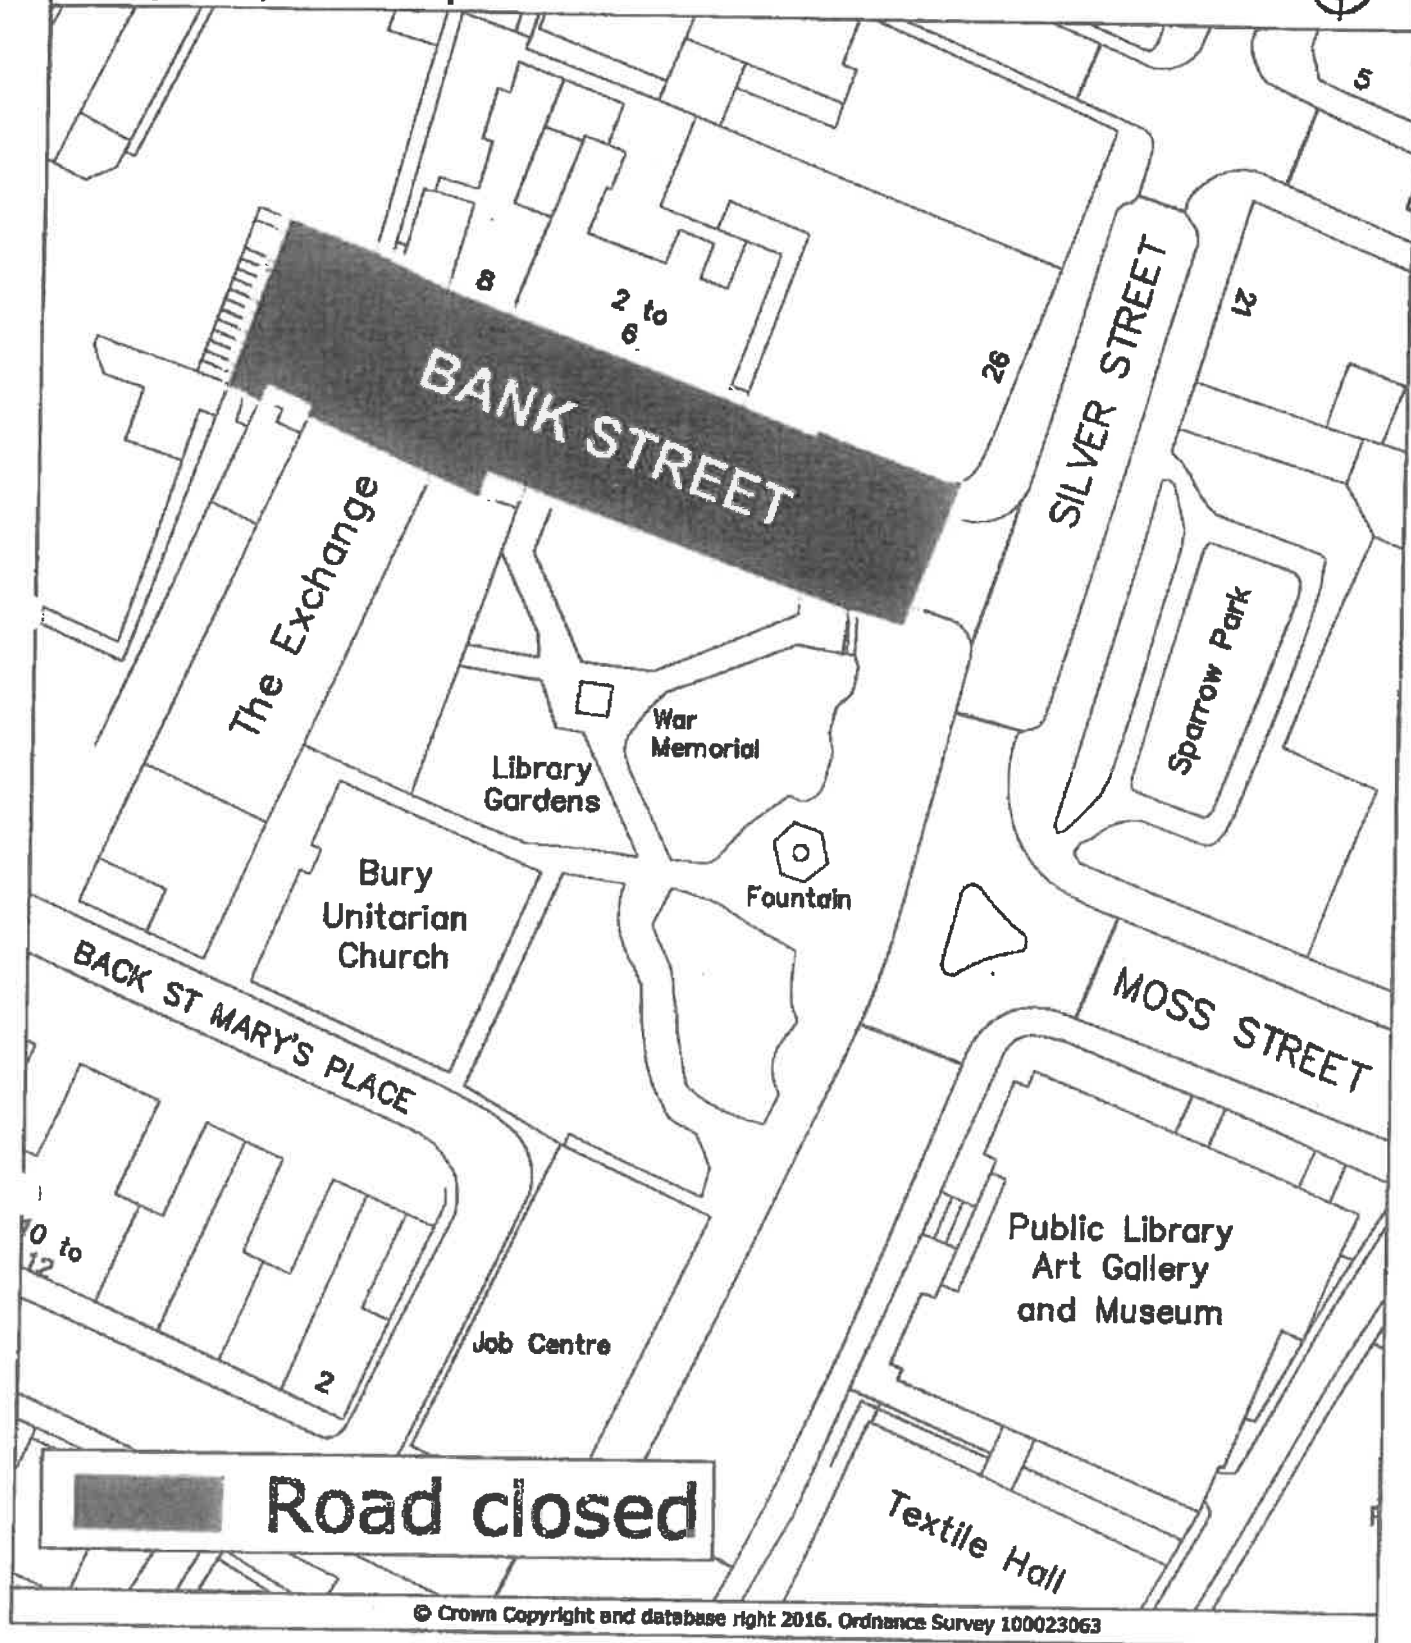 5
8
2 to
6
BANK STREET
26
SILVER STREET
21
The Exchange
Sparrow Park
War
Memorial
Library
Gardens
Fountain
Bury
Unitarian
Church
BACK ST MARY'S PLACE
MOSS STREET
10 to
12
2
Job Centre
Public Library
Art Gallery
and Museum
Textile Hall
Road closed
© Crown Copyright and database right 2016. Ordnance Survey 100023063